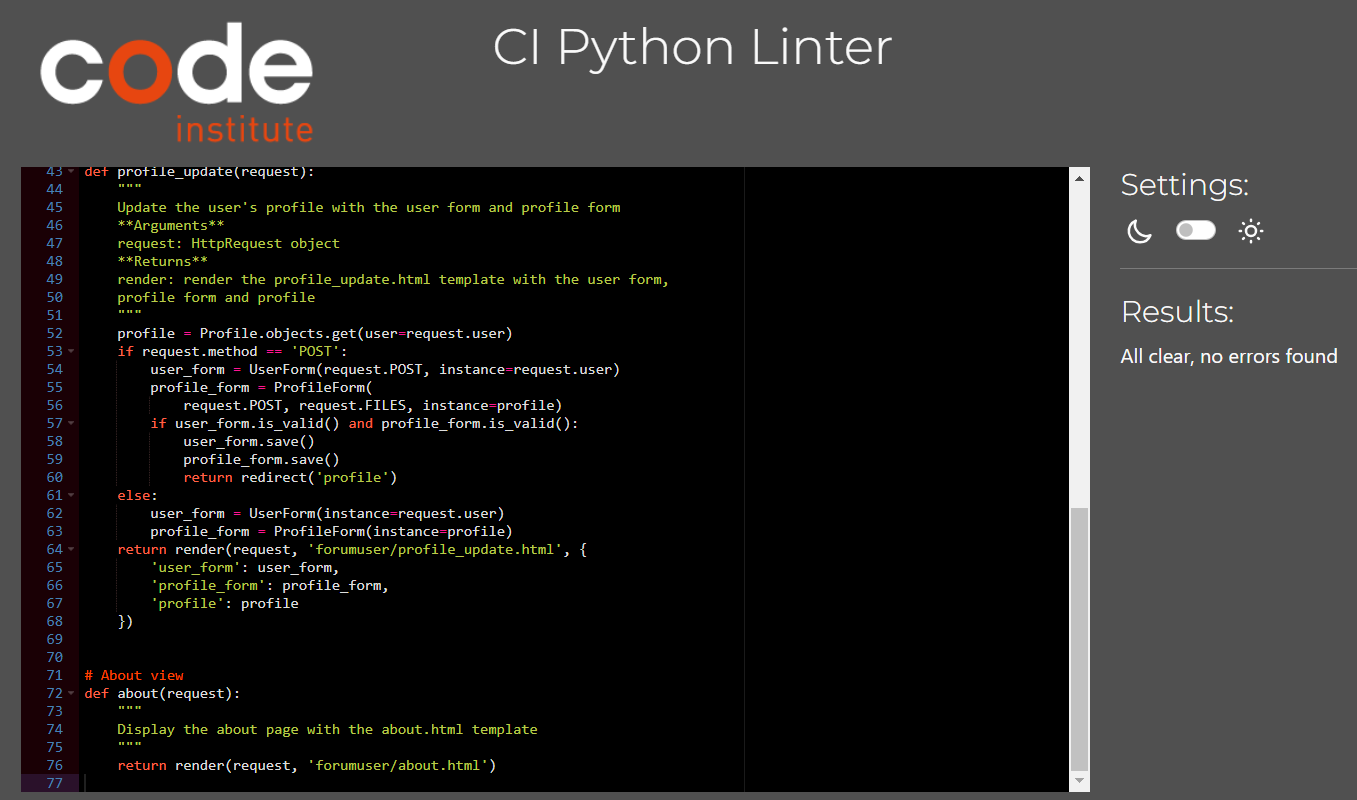 code
institute
CI Python Linter
43 def profile_update(request):
44     """
45     Update the user's profile with the user form and profile form
46     **Arguments**
47     request: HttpRequest object
48     **Returns**
49     render: render the profile_update.html template with the user form,
50     profile form and profile
51     """
52     profile = Profile.objects.get(user=request.user)
53     if request.method == 'POST':
54         user_form = UserForm(request.POST, instance=request.user)
55         profile_form = ProfileForm(
56             request.POST, request.FILES, instance=profile)
57         if user_form.is_valid() and profile_form.is_valid():
58             user_form.save()
59             profile_form.save()
60             return redirect('profile')
61     else:
62         user_form = UserForm(instance=request.user)
63         profile_form = ProfileForm(instance=profile)
64     return render(request, 'forumuser/profile_update.html', {
65         'user_form': user_form,
66         'profile_form': profile_form,
67         'profile': profile
68     })
69
70
71 # About view
72 def about(request):
73     """
74     Display the about page with the about.html template
75     """
76     return render(request, 'forumuser/about.html')
77
Settings:
Results:
All clear, no errors found